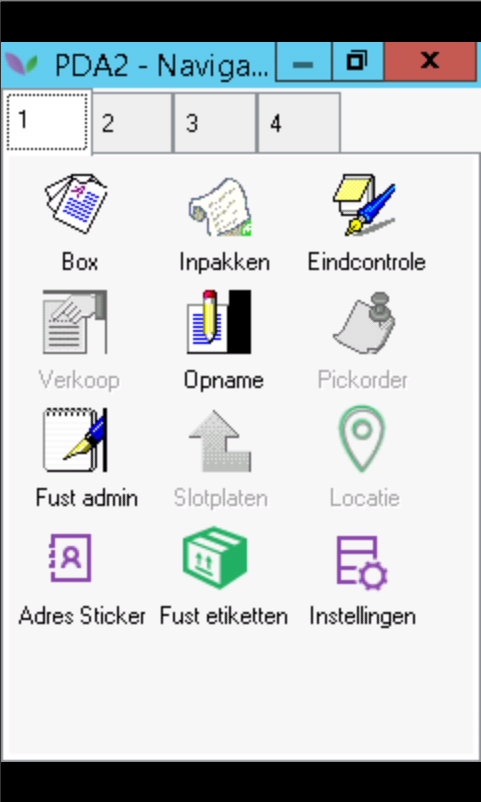 PDA2 - Naviga...
1 2 3 4
Box Inpakken Eindcontrole
Verkoop Opname Pickorder
Fust admin Slotplaten Locatie
Adres Sticker Fust etiketten Instellingen